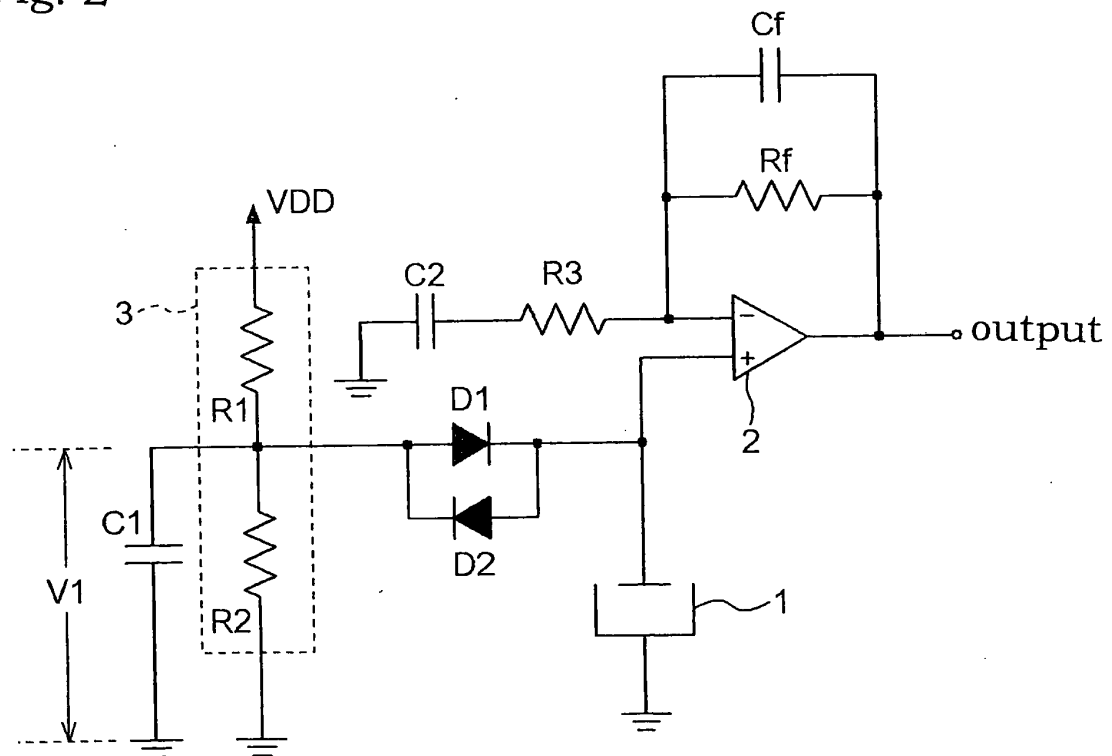 Fig. 2
Cf
Rf
VDD
C2
R3
3
−
output
+
R1
D1
2
C1
D2
V1
1
R2